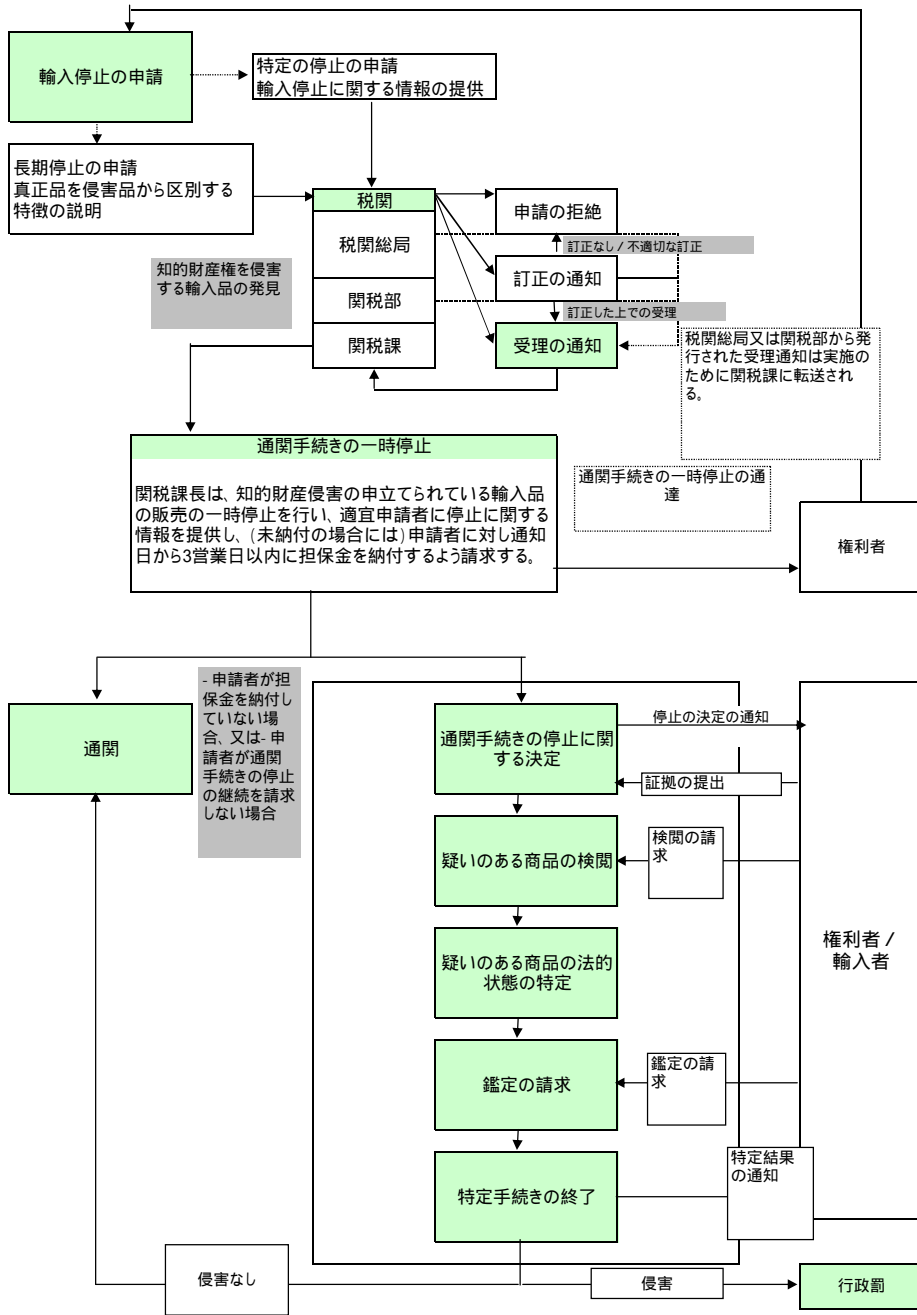 輸入停止の申請
特定の停止の申請
輸入停止に関する情報の提供
長期停止の申請
真正品を侵害品から区別する
特徴の説明
税関
税関総局
関税部
関税課
申請の拒絶
訂正なし / 不適切な訂正
訂正の通知
訂正した上での受理
受理の通知
知的財産権を侵害
する輸入品の発見
税関総局又は関税部から発
行された受理通知は実施の
ために関税課に転送され
る。
通関手続きの一時停止
関税課長は、知的財産侵害の申立てられている輸入品
の販売の一時停止を行い、適宜申請者に停止に関する
情報を提供し、(未納付の場合には)申請者に対し通知
日から3営業日以内に担保金を納付するよう請求する。
通関手続きの一時停止の通
達
権利者
通関
- 申請者が担
保金を納付し
ていない場
合、又は- 申
請者が通関
手続きの停止
の継続を請求
しない場合
通関手続きの停止に関
する決定
停止の決定の通知
証拠の提出
疑いのある商品の検閲
検閲の請
求
疑いのある商品の法的
状態の特定
権利者 /
輸入者
鑑定の請求
鑑定の請
求
特定手続きの終了
特定結果
の通知
侵害なし
侵害
行政罰